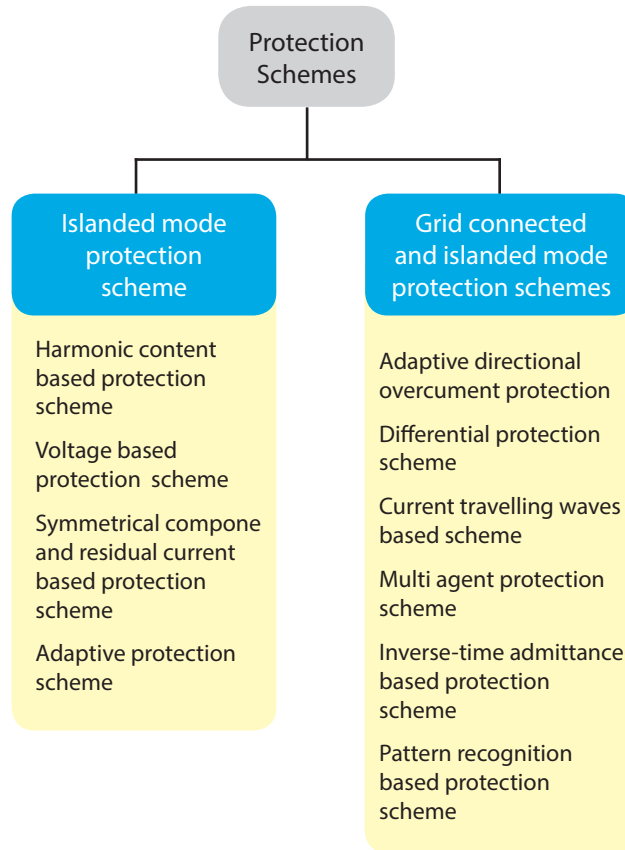 Protection
Schemes
Islanded mode
protection
scheme
Harmonic content
based protection
scheme
Voltage based
protection scheme
Symmetrical compone
and residual current
based protection
scheme
Adaptive protection
scheme
Grid connected
and islanded mode
protection schemes
Adaptive directional
overcument protection
Differential protection
scheme
Current travelling waves
based scheme
Multi agent protection
scheme
Inverse-time admittance
based protection
scheme
Pattern recognition
based protection
scheme